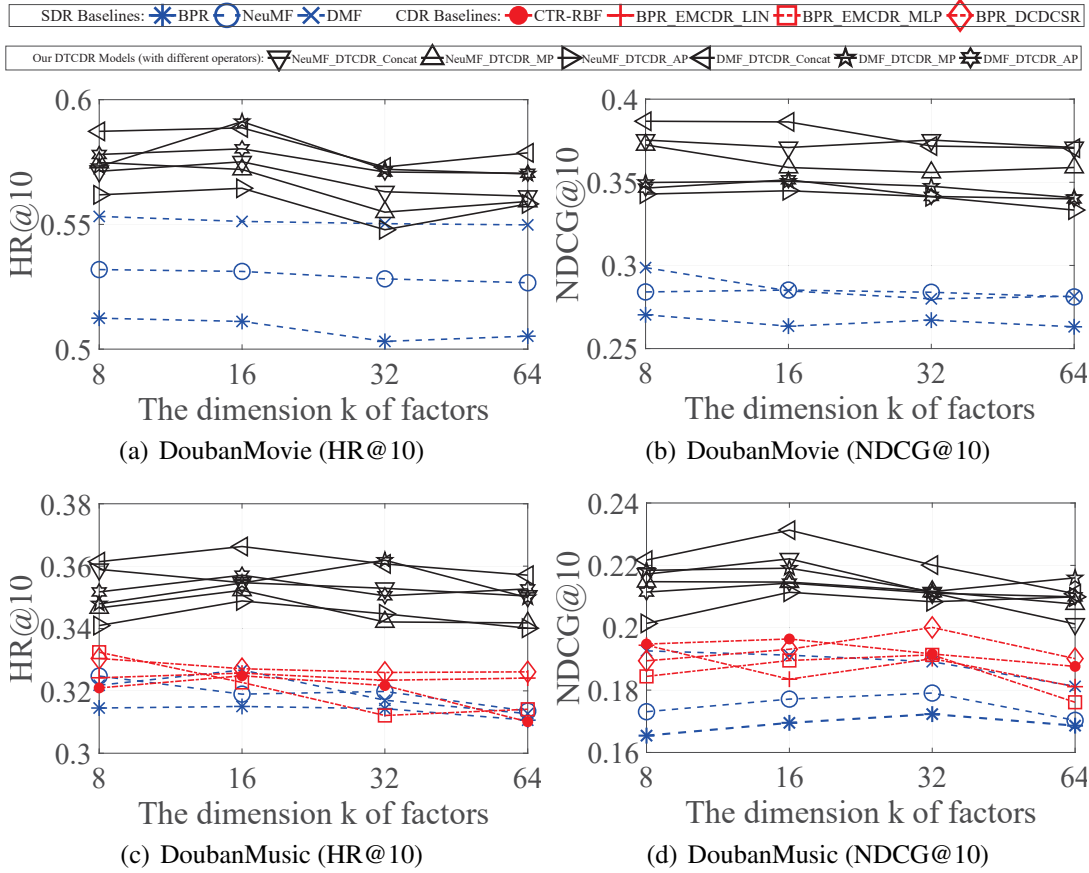 SDR Baselines: BPR NeuMF DMF CDR Baselines: CTR-RBF BPR_EMCDR_LIN BPR_EMCDR_MLP BPR_DCDCSR
Our DTCDR Models (with different operators): NeuMF_DTCDR_Concat NeuMF_DTCDR_MP NeuMF_DTCDR_AP DMF_DTCDR_Concat DMF_DTCDR_MP DMF_DTCDR_AP
HR@10
0.6
0.55
0.5
8 16 32 64
The dimension k of factors
(a) DoubanMovie (HR@10)
NDCG@10
0.4
0.35
0.3
0.25
8 16 32 64
The dimension k of factors
(b) DoubanMovie (NDCG@10)
HR@10
0.38
0.36
0.34
0.32
0.3
8 16 32 64
The dimension k of factors
(c) DoubanMusic (HR@10)
NDCG@10
0.24
0.22
0.2
0.18
0.16
8 16 32 64
The dimension k of factors
(d) DoubanMusic (NDCG@10)